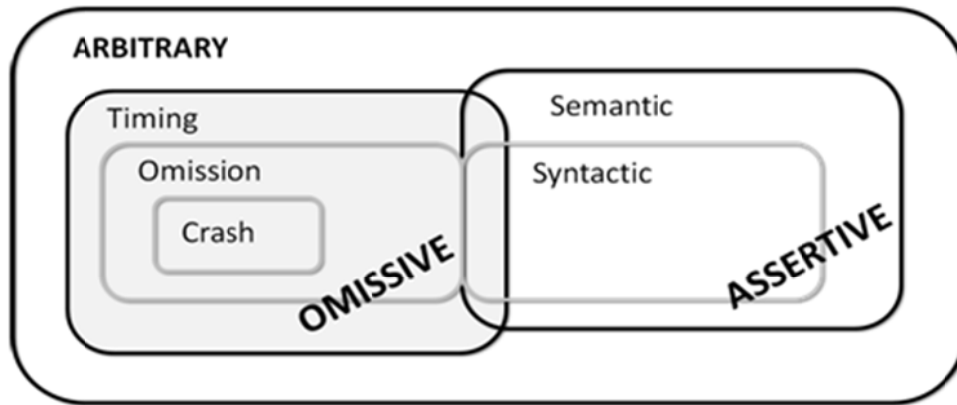 ARBITRARY
Timing
Omission
Crash
OMISSIVE
Semantic
Syntactic
ASSERTIVE